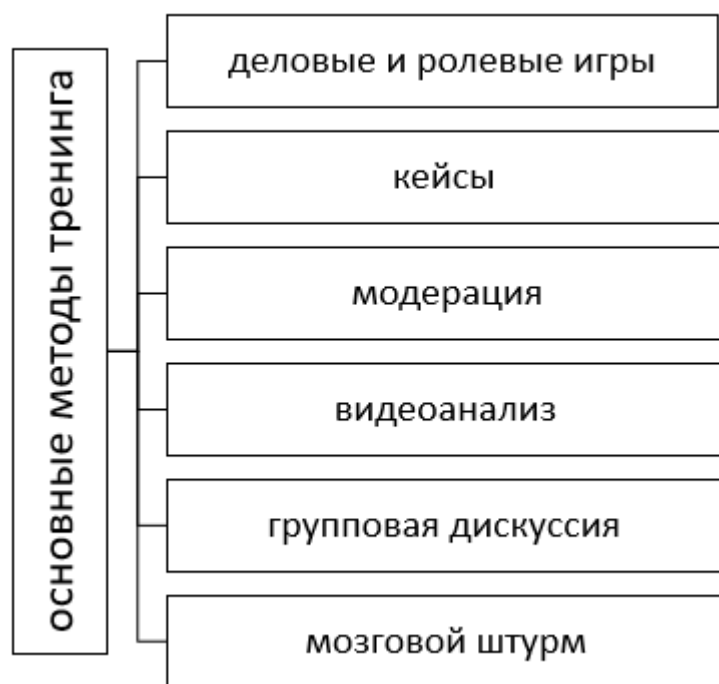 основные методы тренинга
деловые и ролевые игры
кейсы
модерация
видеоанализ
групповая дискуссия
мозговой штурм